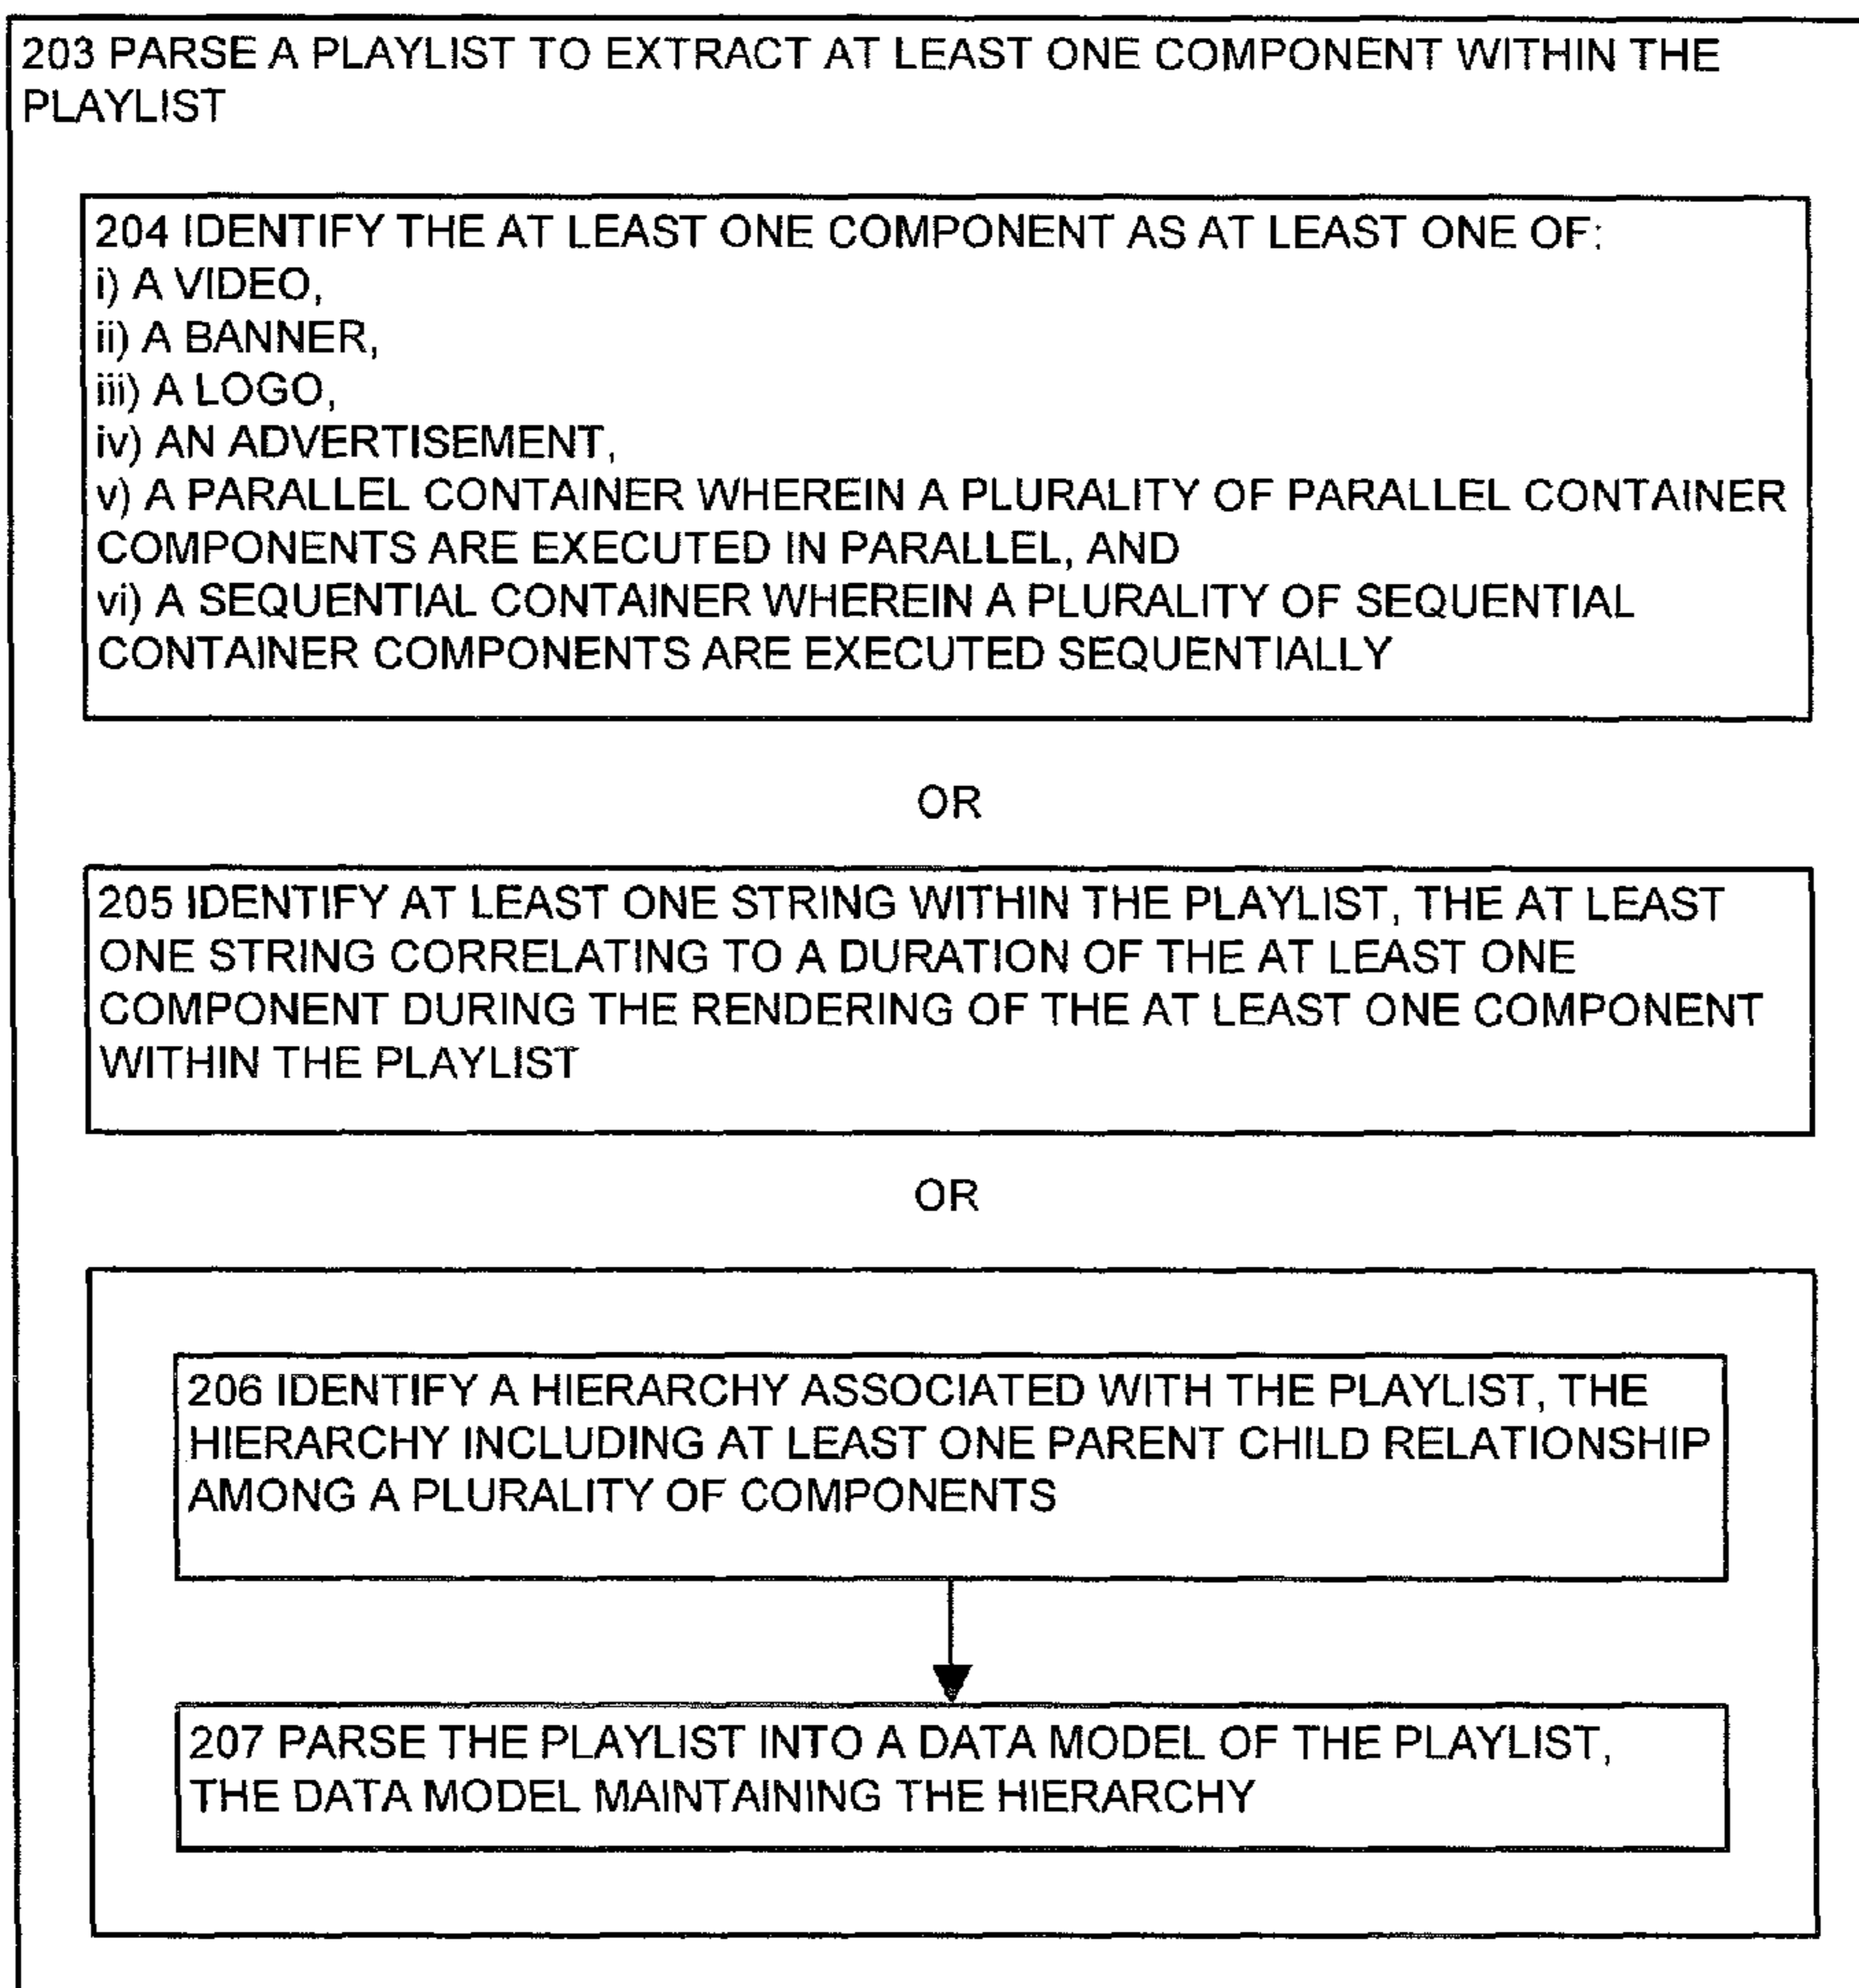 203 PARSE A PLAYLIST TO EXTRACT AT LEAST ONE COMPONENT WITHIN THE
PLAYLIST
204 IDENTIFY THE AT LEAST ONE COMPONENT AS AT LEAST ONE OF:
i) A VIDEO,
ii) A BANNER,
iii) A LOGO,
iv) AN ADVERTISEMENT,
v) A PARALLEL CONTAINER WHEREIN A PLURALITY OF PARALLEL CONTAINER
COMPONENTS ARE EXECUTED IN PARALLEL, AND
vi) A SEQUENTIAL CONTAINER WHEREIN A PLURALITY OF SEQUENTIAL
CONTAINER COMPONENTS ARE EXECUTED SEQUENTIALLY
OR
205 IDENTIFY AT LEAST ONE STRING WITHIN THE PLAYLIST, THE AT LEAST
ONE STRING CORRELATING TO A DURATION OF THE AT LEAST ONE
COMPONENT DURING THE RENDERING OF THE AT LEAST ONE COMPONENT
WITHIN THE PLAYLIST
OR
206 IDENTIFY A HIERARCHY ASSOCIATED WITH THE PLAYLIST, THE
HIERARCHY INCLUDING AT LEAST ONE PARENT CHILD RELATIONSHIP
AMONG A PLURALITY OF COMPONENTS
207 PARSE THE PLAYLIST INTO A DATA MODEL OF THE PLAYLIST,
THE DATA MODEL MAINTAINING THE HIERARCHY